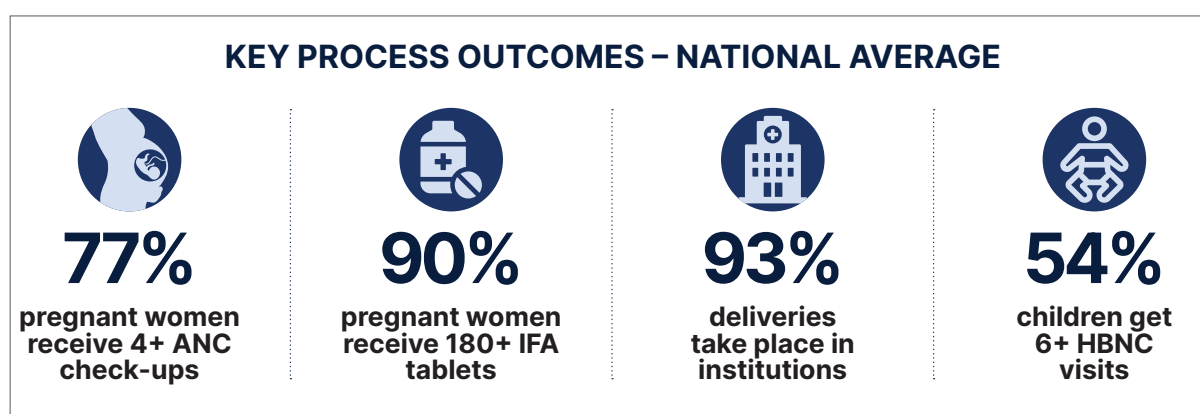 KEY PROCESS OUTCOMES – NATIONAL AVERAGE
77%
pregnant women
receive 4+ ANC
check-ups
90%
pregnant women
receive 180+ IFA
tablets
93%
deliveries
take place in
institutions
54%
children get
6+ HBNC
visits